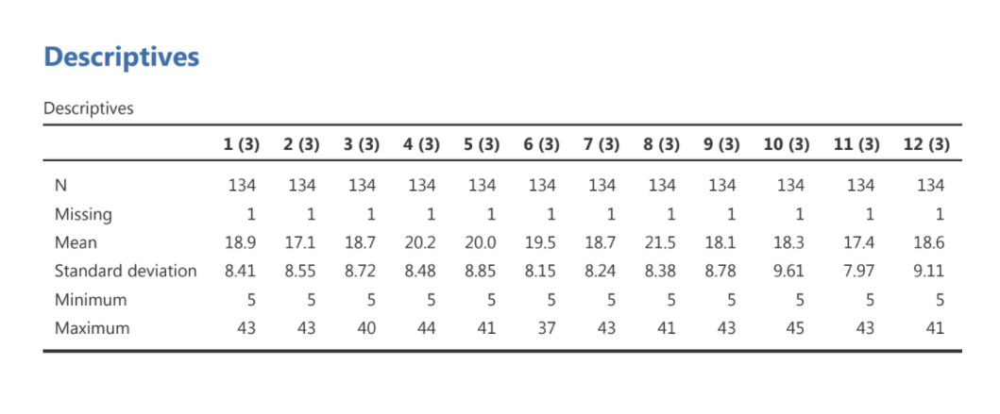 Descriptives
Descriptives
1 (3) 2 (3) 3 (3) 4 (3) 5 (3) 6 (3) 7 (3) 8 (3) 9 (3) 10 (3) 11 (3) 12 (3)
N 134 134 134 134 134 134 134 134 134 134 134 134
Missing 1 1 1 1 1 1 1 1 1 1 1 1
Mean 18.9 17.1 18.7 20.2 20.0 19.5 18.7 21.5 18.1 18.3 17.4 18.6
Standard deviation 8.41 8.55 8.72 8.48 8.85 8.15 8.24 8.38 8.78 9.61 7.97 9.11
Minimum 5 5 5 5 5 5 5 5 5 5 5 5
Maximum 43 43 40 44 41 37 43 41 43 45 43 41